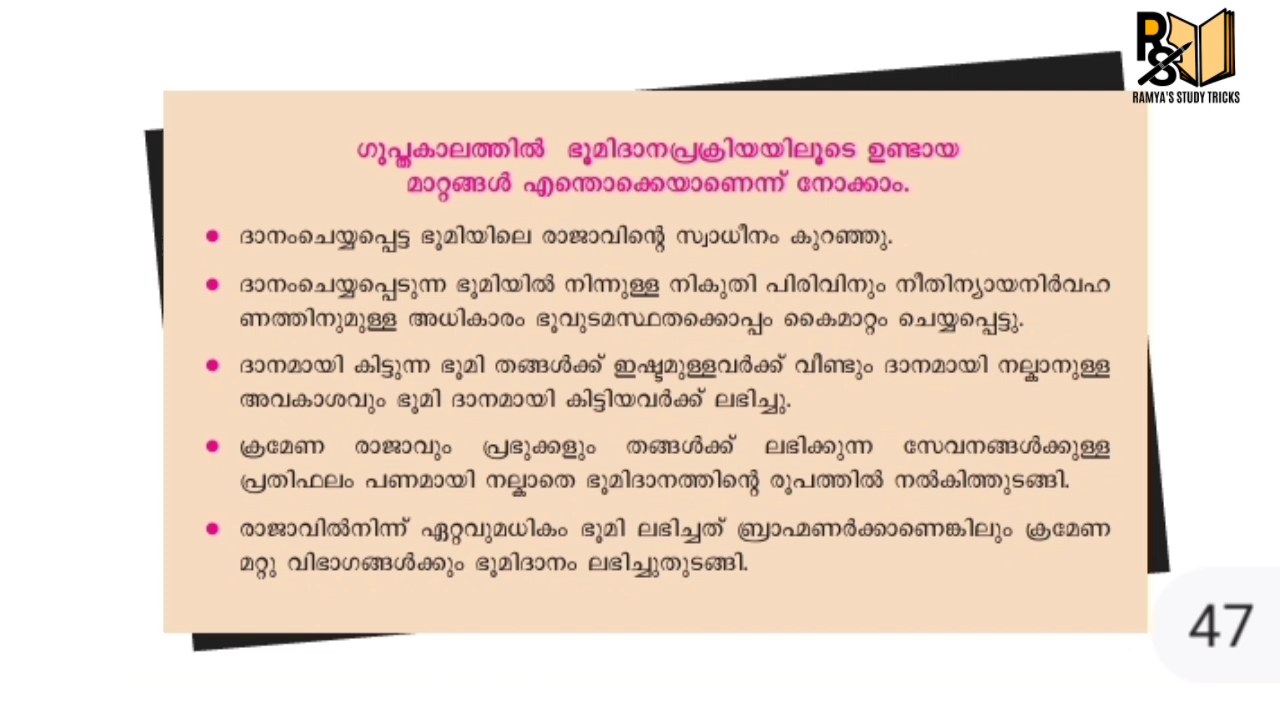 RS
RAMYA'S STUDY TRICKS
ഗുപ്തകാലത്തിൽ ഭൂമിദാനപ്രക്രിയയിലൂടെ ഉണ്ടായ
മാറ്റങ്ങൾ എന്തൊക്കെയാണെന്ന് നോക്കാം.
• ദാനംചെയ്യപ്പെട്ട ഭൂമിയിലെ രാജാവിന്റെ സ്വാധീനം കുറഞ്ഞു.
• ദാനംചെയ്യപ്പെടുന്ന ഭൂമിയിൽ നിന്നുള്ള നികുതി പിരിവിനും നീതിന്യായനിർവഹ
ണത്തിനുമുള്ള അധികാരം ഭൂവുടമസ്ഥതക്കൊപ്പം കൈമാറ്റം ചെയ്യപ്പെട്ടു.
• ദാനമായി കിട്ടുന്ന ഭൂമി തങ്ങൾക്ക് ഇഷ്ടമുള്ളവർക്ക് വീണ്ടും ദാനമായി നല്കാനുള്ള
അവകാശവും ഭൂമി ദാനമായി കിട്ടിയവർക്ക് ലഭിച്ചു.
• ക്രമേണ രാജാവും പ്രഭുക്കളും തങ്ങൾക്ക് ലഭിക്കുന്ന സേവനങ്ങൾക്കുള്ള
പ്രതിഫലം പണമായി നല്കാതെ ഭൂമിദാനത്തിന്റെ രൂപത്തിൽ നൽകിത്തുടങ്ങി.
• രാജാവിൽനിന്ന് ഏറ്റവുമധികം ഭൂമി ലഭിച്ചത് ബ്രാഹ്മണർക്കാണെങ്കിലും ക്രമേണ
മറ്റു വിഭാഗങ്ങൾക്കും ഭൂമിദാനം ലഭിച്ചുതുടങ്ങി.
47